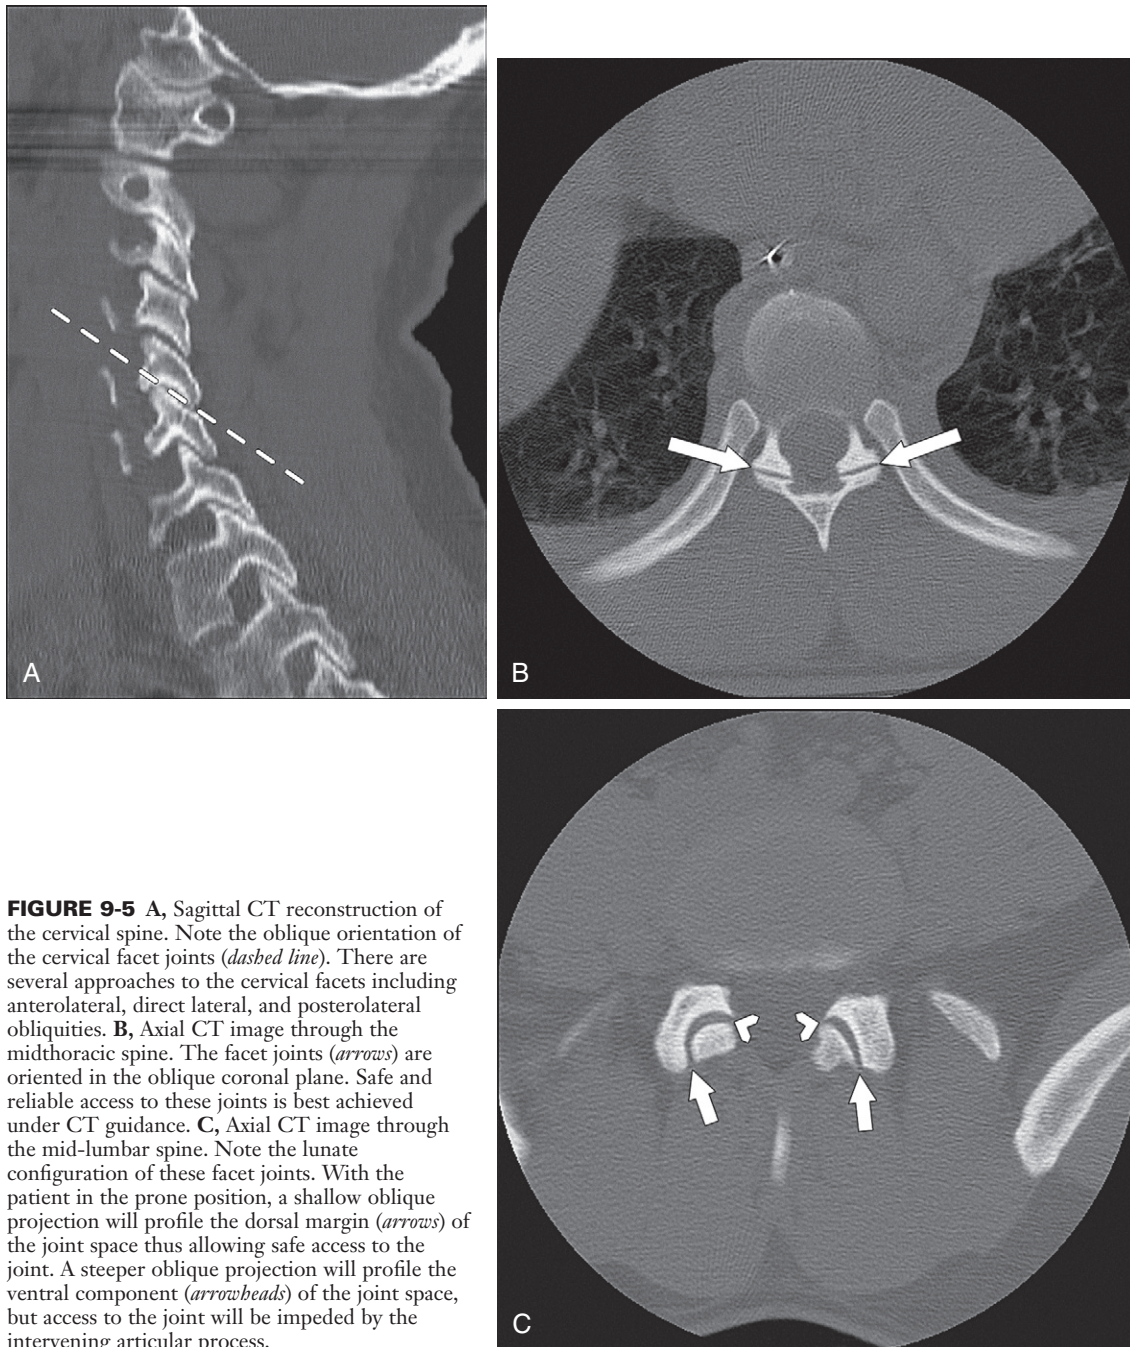 A
B
FIGURE 9-5 A, Sagittal CT reconstruction of
the cervical spine. Note the oblique orientation of
the cervical facet joints (dashed line). There are
several approaches to the cervical facets including
anterolateral, direct lateral, and posterolateral
obliquities. B, Axial CT image through the
midthoracic spine. The facet joints (arrows) are
oriented in the oblique coronal plane. Safe and
reliable access to these joints is best achieved
under CT guidance. C, Axial CT image through
the mid-lumbar spine. Note the lunate
configuration of these facet joints. With the
patient in the prone position, a shallow oblique
projection will profile the dorsal margin (arrows) of
the joint space thus allowing safe access to the
joint. A steeper oblique projection will profile the
ventral component (arrowheads) of the joint space,
but access to the joint will be impeded by the
intervening articular process.
C